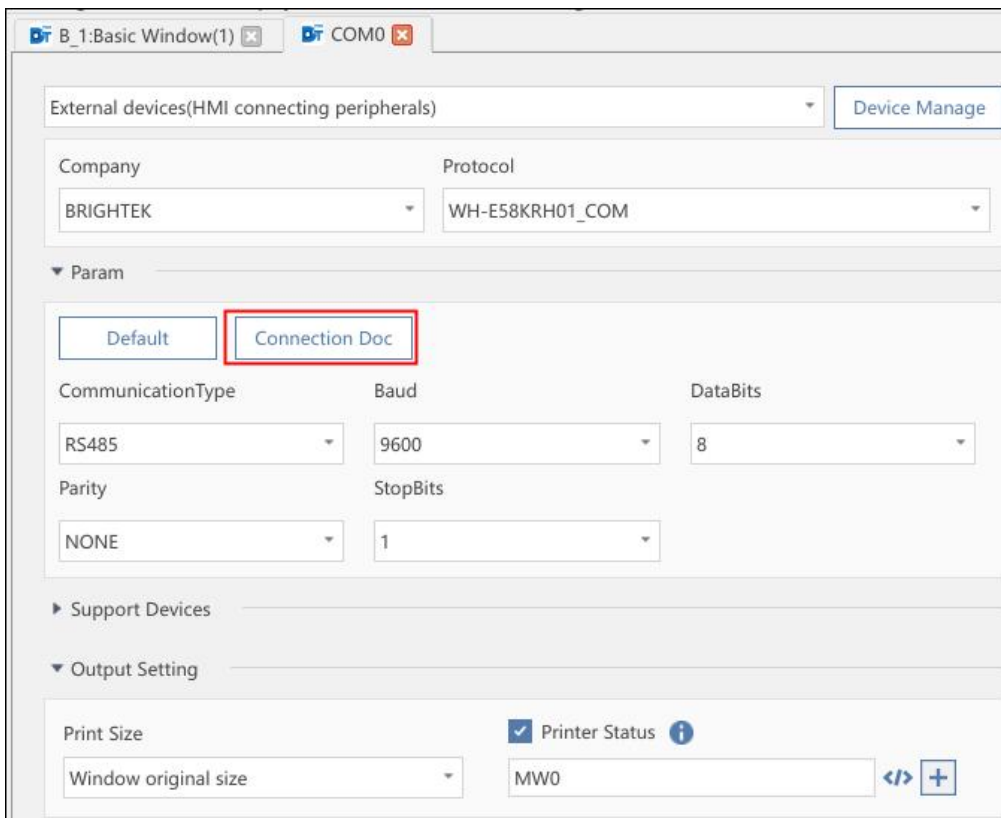 B_1:Basic Window(1)
COM0
External devices(HMI connecting peripherals)
Device Manage
Company
Protocol
BRIGHTEK
WH-E58KRH01_COM
Param
Default
Connection Doc
CommunicationType
Baud
DataBits
RS485
9600
8
Parity
StopBits
NONE
1
Support Devices
Output Setting
Print Size
Printer Status
Window original size
MW0